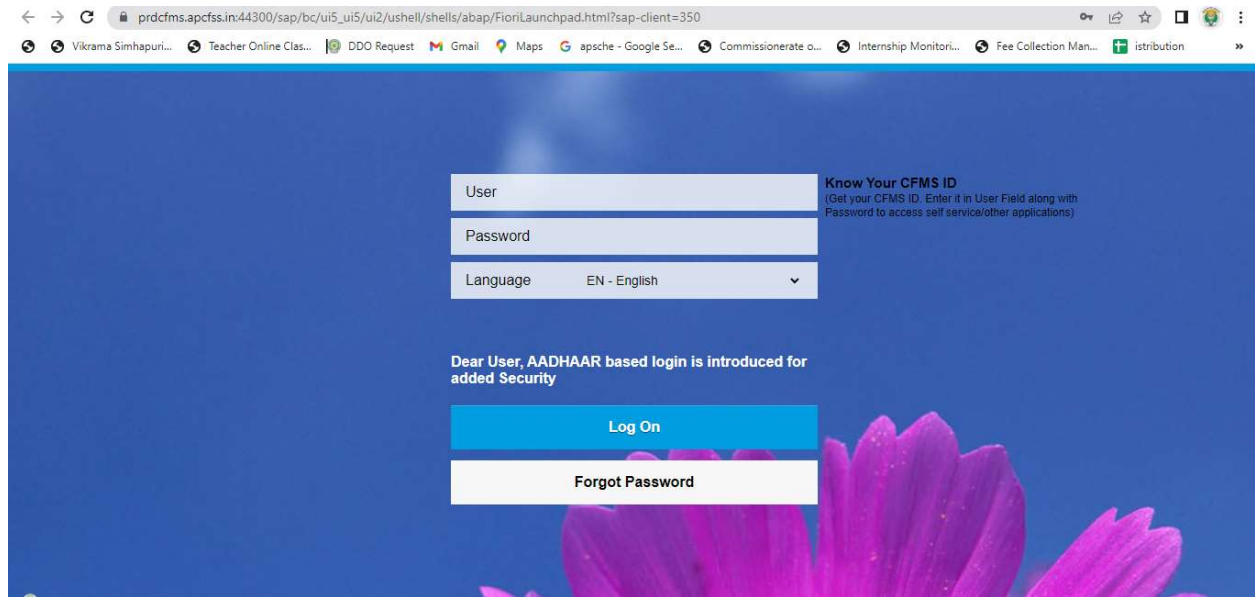 prdcfms.apcfss.in:44300/sap/bc/ui5_ui5/ui2/ushell/shells/abap/FioriLaunchpad.html?sap-client=350
Vikrama Simhapuri... Teacher Online Clas... DDO Request Gmail Maps apsche - Google Se... Commissionerate o... Internship Monitori... Fee Collection Man... istribution »
User
Know Your CFMS ID
(Get your CFMS ID. Enter it in User Field along with
Password to access self service/other applications)
Password
Language EN - English
Dear User, AADHAAR based login is introduced for
added Security
Log On
Forgot Password